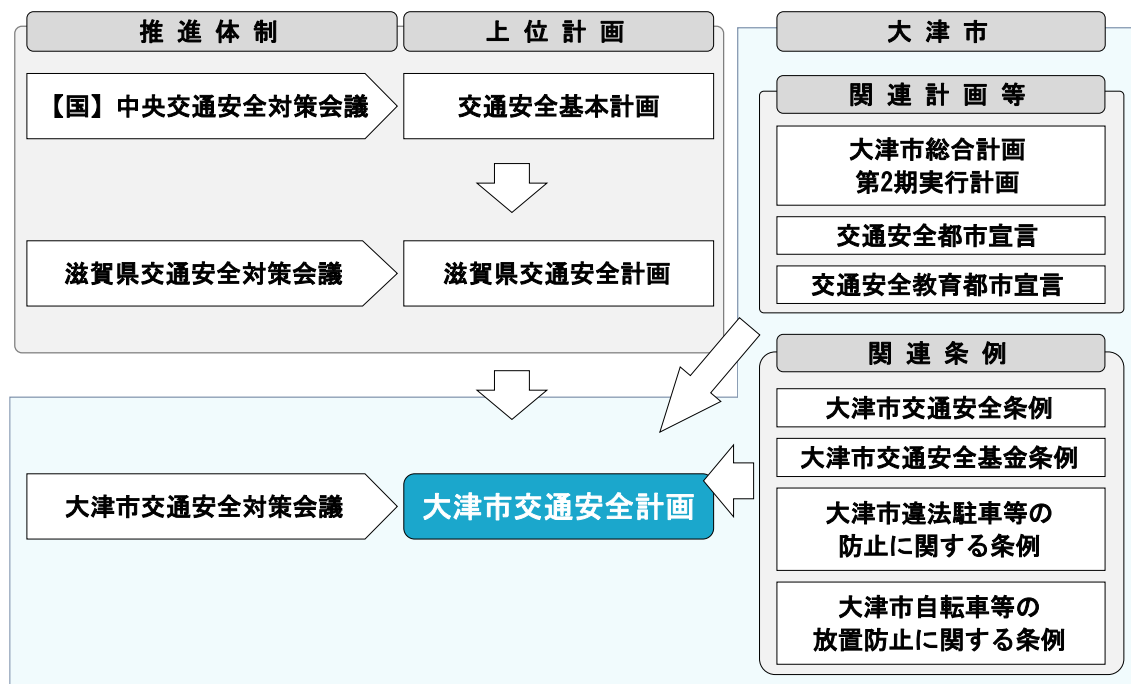 推進体制
上位計画
【国】中央交通安全対策会議
交通安全基本計画
滋賀県交通安全対策会議
滋賀県交通安全計画
大津市交通安全対策会議
大津市交通安全計画
大津市
関連計画等
大津市総合計画
第2期実行計画
交通安全都市宣言
交通安全教育都市宣言
関連条例
大津市交通安全条例
大津市交通安全基金条例
大津市違法駐車等の
防止に関する条例
大津市自転車等の
放置防止に関する条例